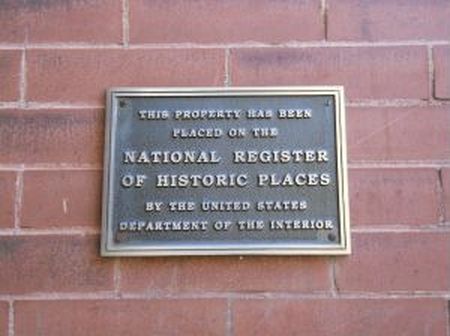 THIS PROPERTY HAS BEEN
PLACED ON THE
NATIONAL REGISTER
OF HISTORIC PLACES
BY THE UNITED STATES
DEPARTMENT OF THE INTERIOR